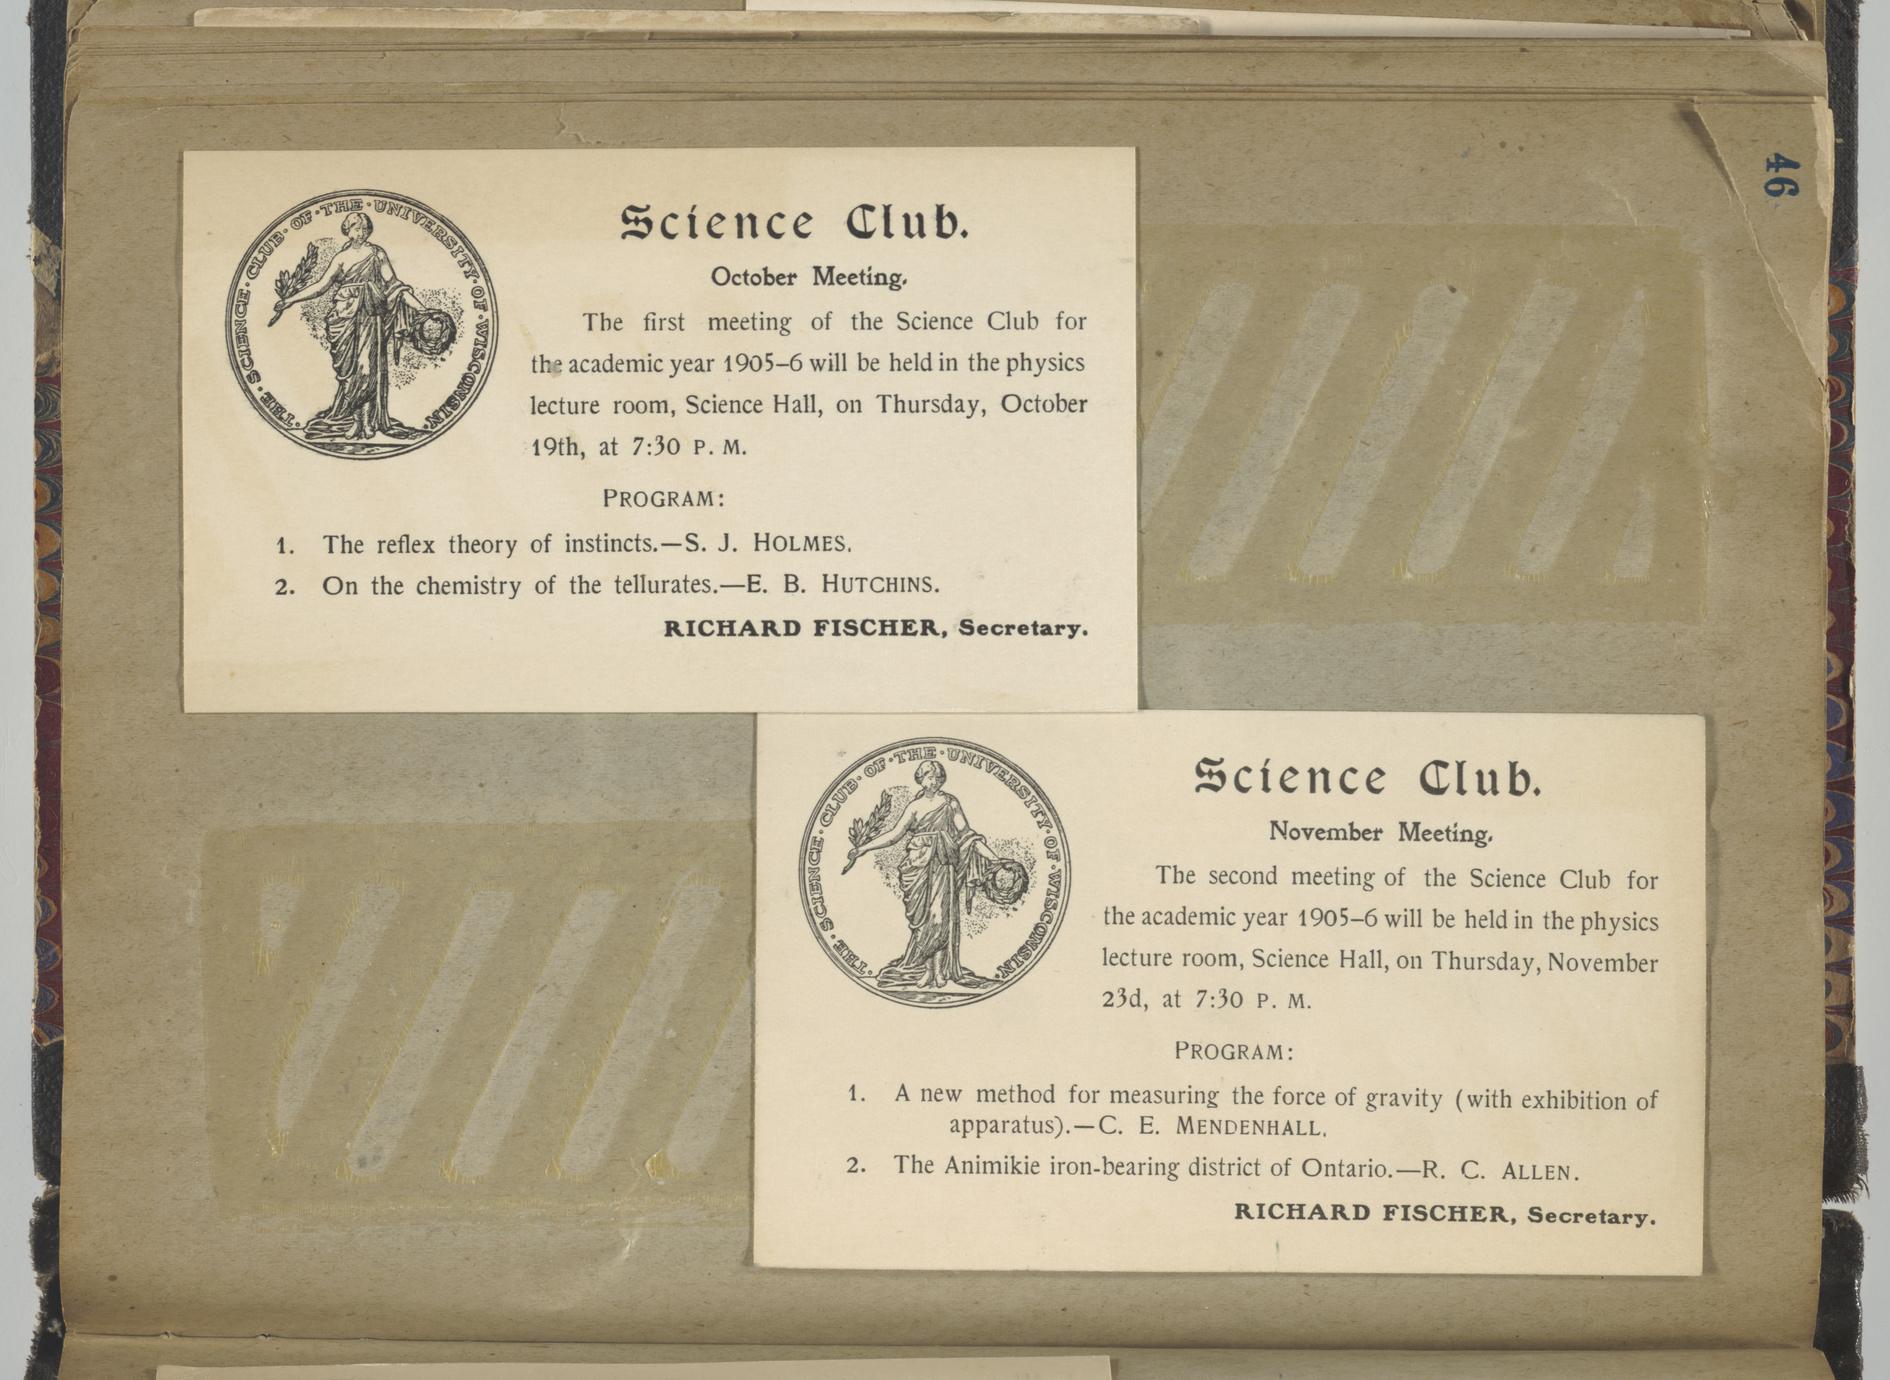 46
THE · SCIENCE · CLUB · OF · THE · UNIVERSITY · OF · WISCONSIN ·
Science Club.
October Meeting.
The first meeting of the Science Club for
the academic year 1905–6 will be held in the physics
lecture room, Science Hall, on Thursday, October
19th, at 7:30 P. M.
PROGRAM:
1. The reflex theory of instincts.—S. J. HOLMES.
2. On the chemistry of the tellurates.—E. B. HUTCHINS.
RICHARD FISCHER, Secretary.
THE · SCIENCE · CLUB · OF · THE · UNIVERSITY · OF · WISCONSIN ·
Science Club.
November Meeting.
The second meeting of the Science Club for
the academic year 1905–6 will be held in the physics
lecture room, Science Hall, on Thursday, November
23d, at 7:30 P. M.
PROGRAM:
1. A new method for measuring the force of gravity (with exhibition of
apparatus).—C. E. MENDENHALL.
2. The Animikie iron-bearing district of Ontario.—R. C. ALLEN.
RICHARD FISCHER, Secretary.